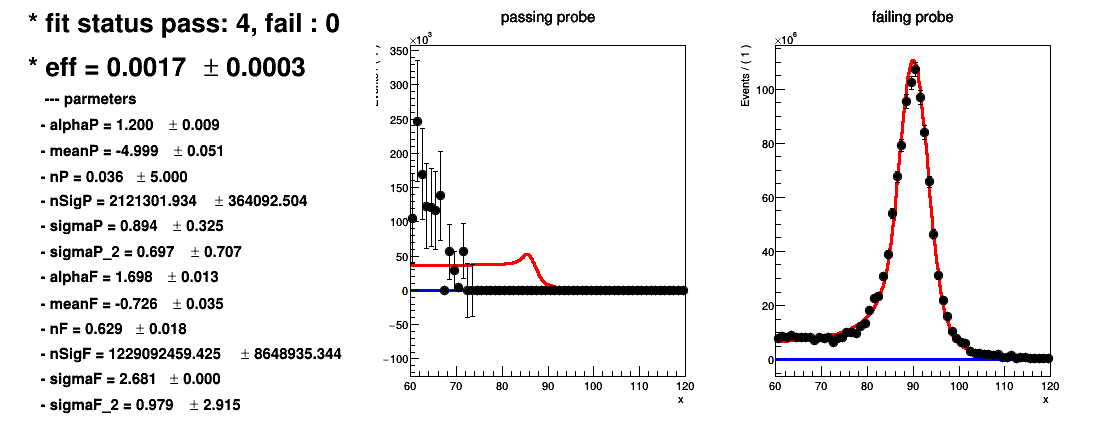 * fit status pass: 4, fail : 0
* eff = 0.0017 ± 0.0003
--- parmeters
- alphaP = 1.200 ± 0.009
- meanP = -4.999 ± 0.051
- nP = 0.036 ± 5.000
- nSigP = 2121301.934 ± 364092.504
- sigmaP = 0.894 ± 0.325
- sigmaP_2 = 0.697 ± 0.707
- alphaF = 1.698 ± 0.013
- meanF = -0.726 ± 0.035
- nF = 0.629 ± 0.018
- nSigF = 1229092459.425 ± 8648935.344
- sigmaF = 2.681 ± 0.000
- sigmaF_2 = 0.979 ± 2.915
passing probe
×10³
350
300
250
200
150
100
50
0
−50
−100
60 70 80 90 100 110 120
x
failing probe
×10⁶
Events / ( 1 )
100
80
60
40
20
0
60 70 80 90 100 110 120
x